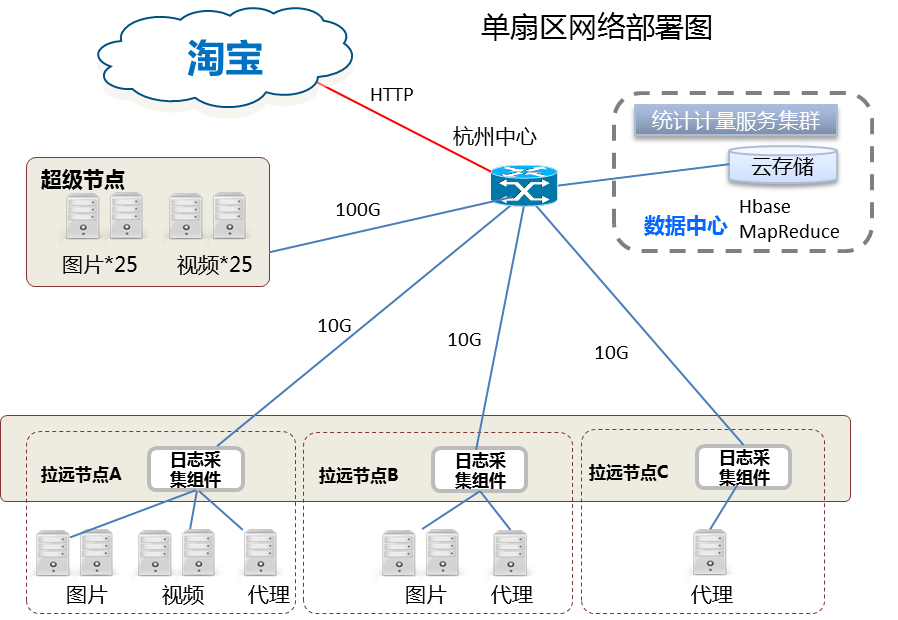 单扇区网络部署图
淘宝
HTTP
杭州中心
统计计量服务集群
云存储
数据中心
Hbase
MapReduce
超级节点
图片*25
视频*25
100G
10G
10G
10G
拉远节点A
日志采
集组件
拉远节点B
日志采
集组件
拉远节点C
日志采
集组件
图片
视频
代理
图片
代理
代理